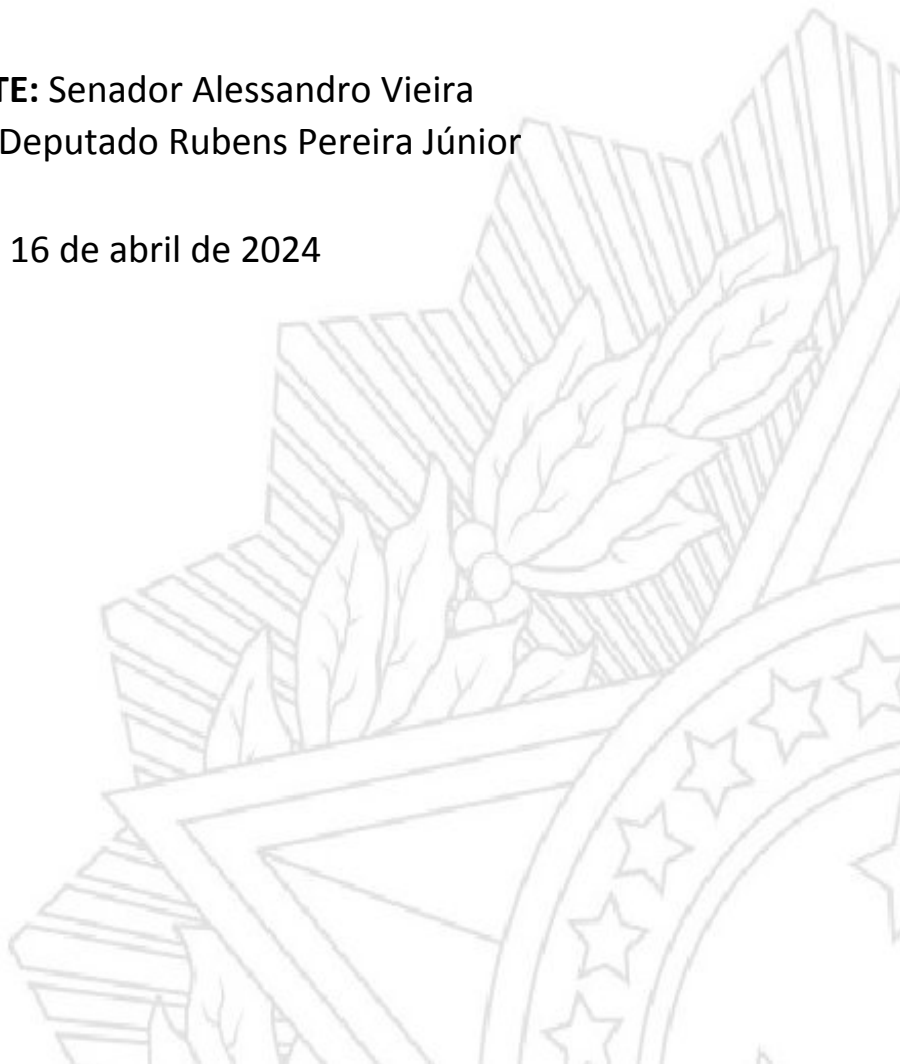 TE: Senador Alessandro Vieira
Deputado Rubens Pereira Júnior
16 de abril de 2024